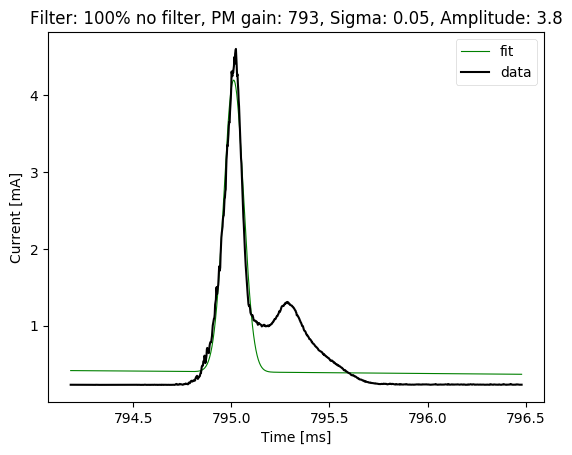 Filter: 100% no filter, PM gain: 793, Sigma: 0.05, Amplitude: 3.8
fit
data
4
3
2
1
Current [mA]
794.5 795.0 795.5 796.0 796.5
Time [ms]